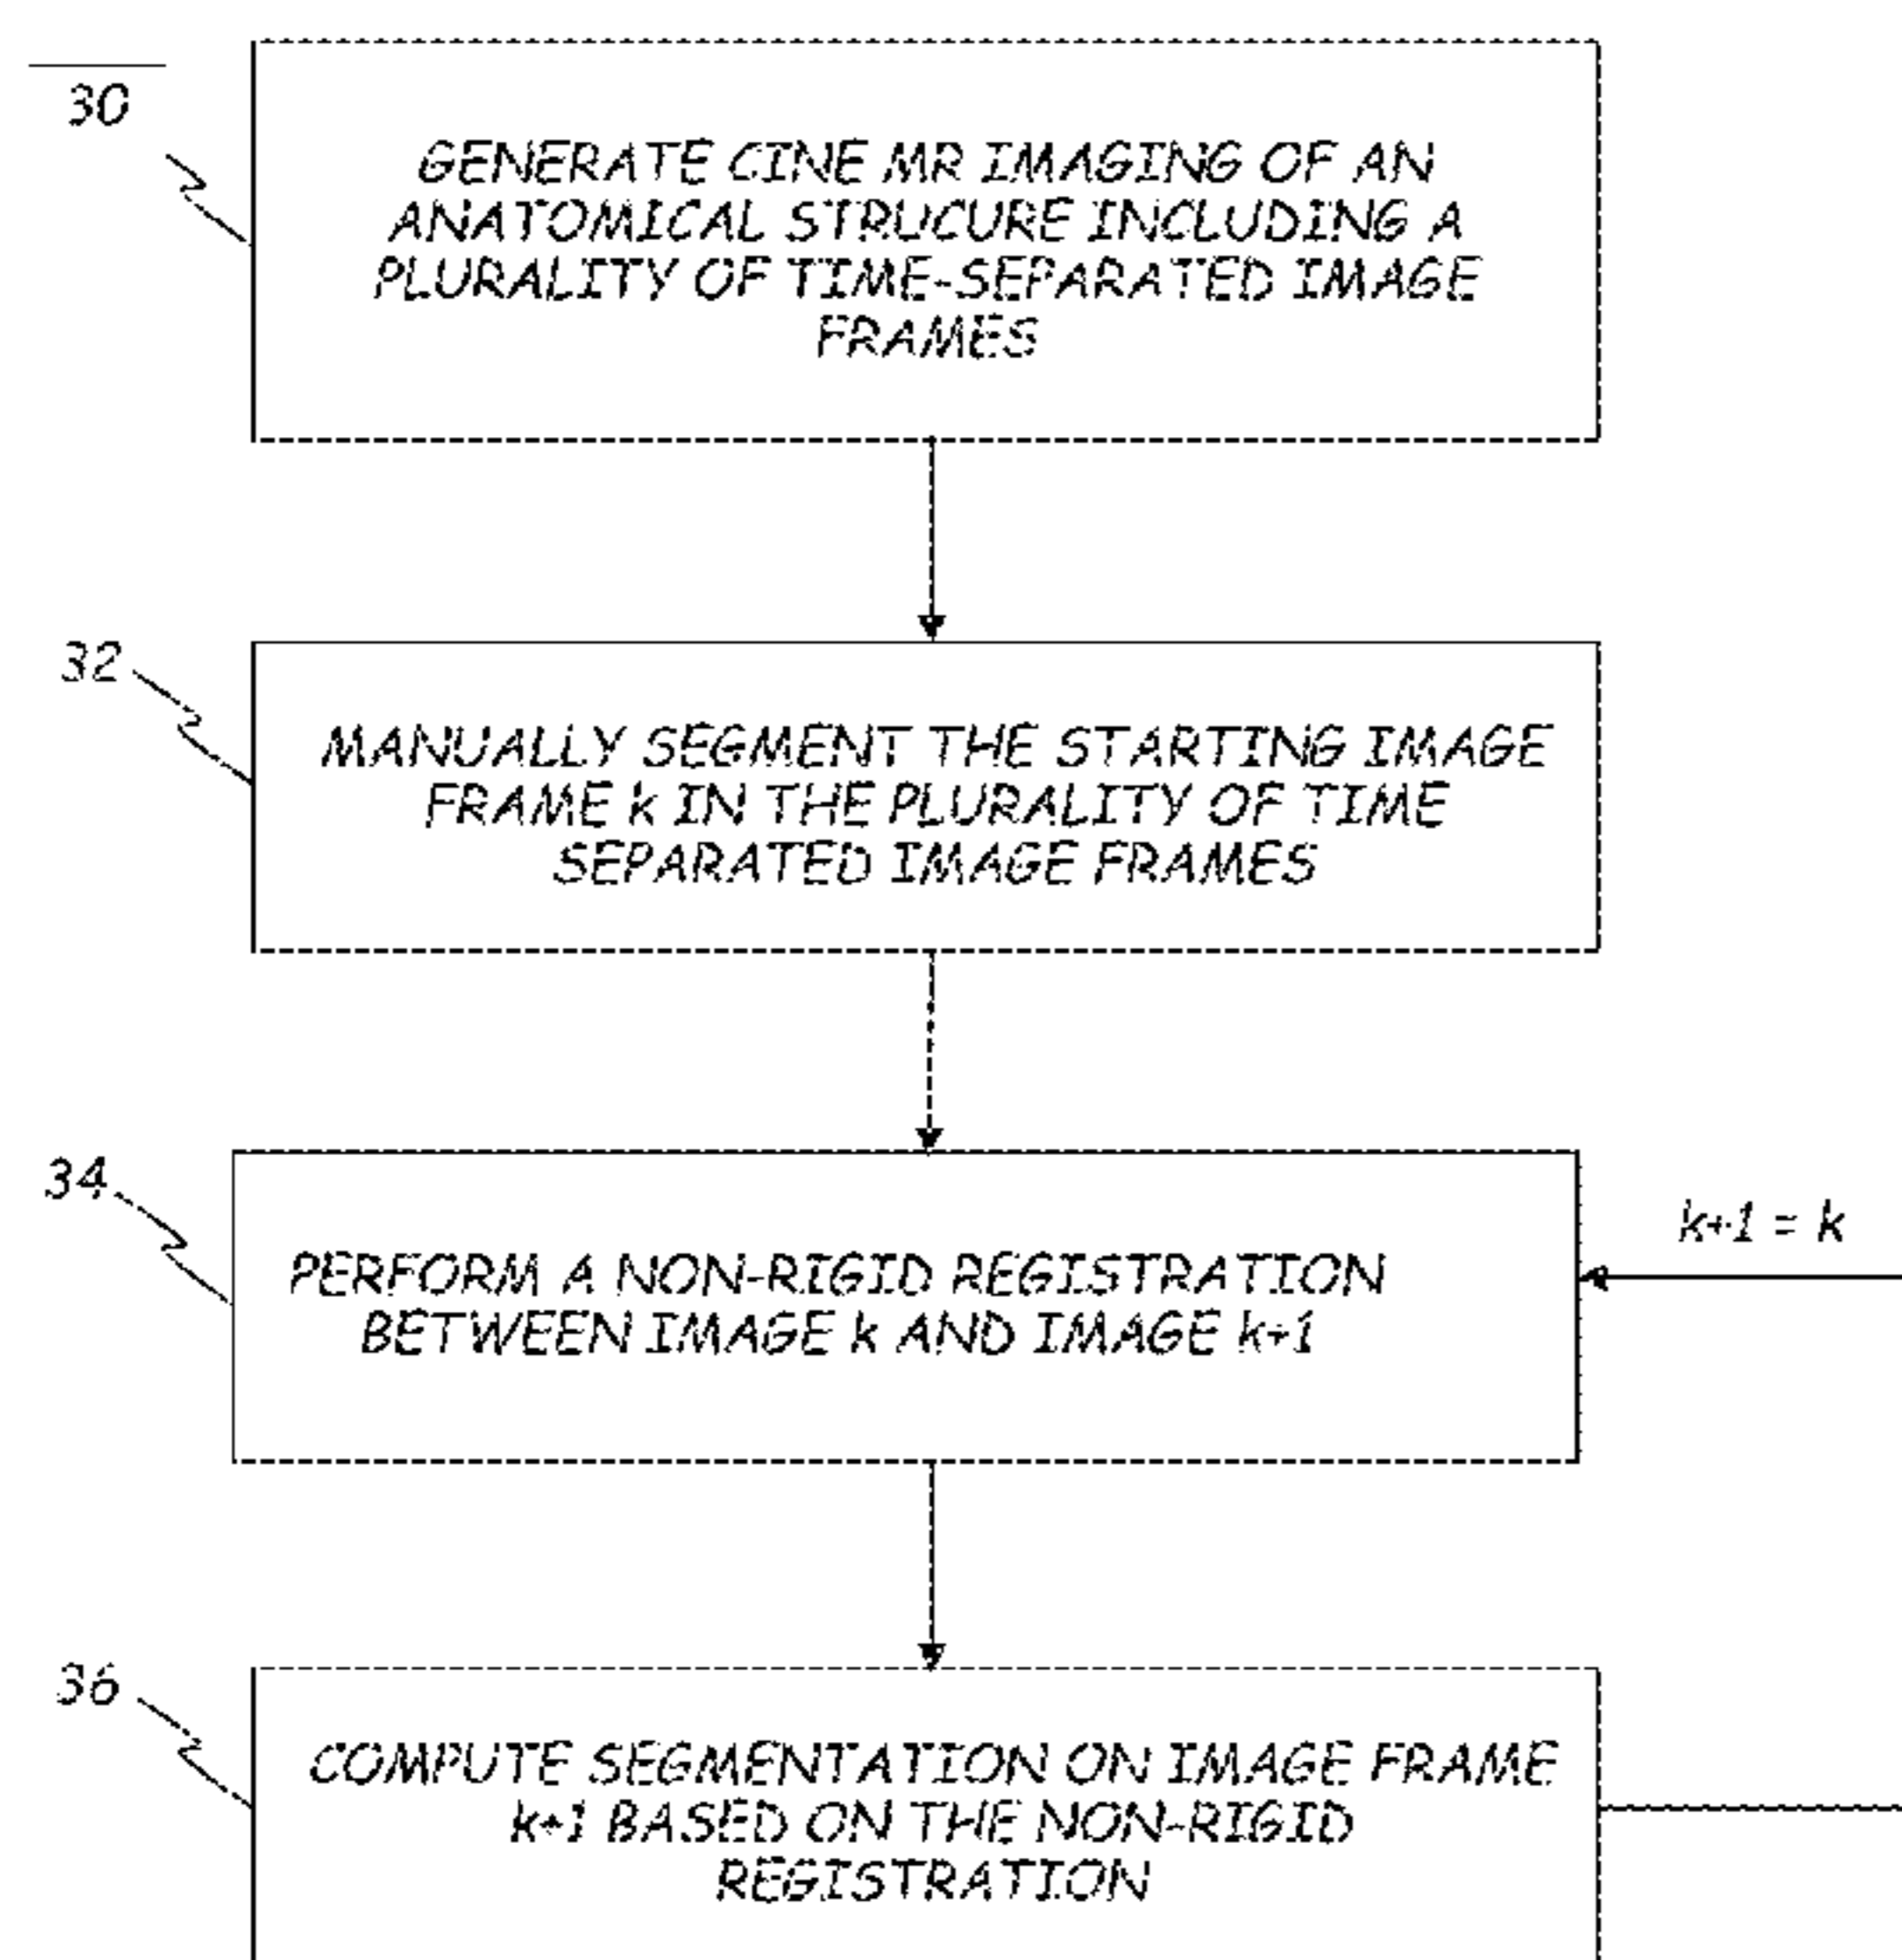 30
GENERATE CINE MR IMAGING OF AN
ANATOMICAL STRUCURE INCLUDING A
PLURALITY OF TIME-SEPARATED IMAGE
FRAMES
32
MANUALLY SEGMENT THE STARTING IMAGE
FRAME k IN THE PLURALITY OF TIME
SEPARATED IMAGE FRAMES
34
PERFORM A NON-RIGID REGISTRATION
BETWEEN IMAGE k AND IMAGE k+1
k+1 = k
36
COMPUTE SEGMENTATION ON IMAGE FRAME
k+1 BASED ON THE NON-RIGID
REGISTRATION